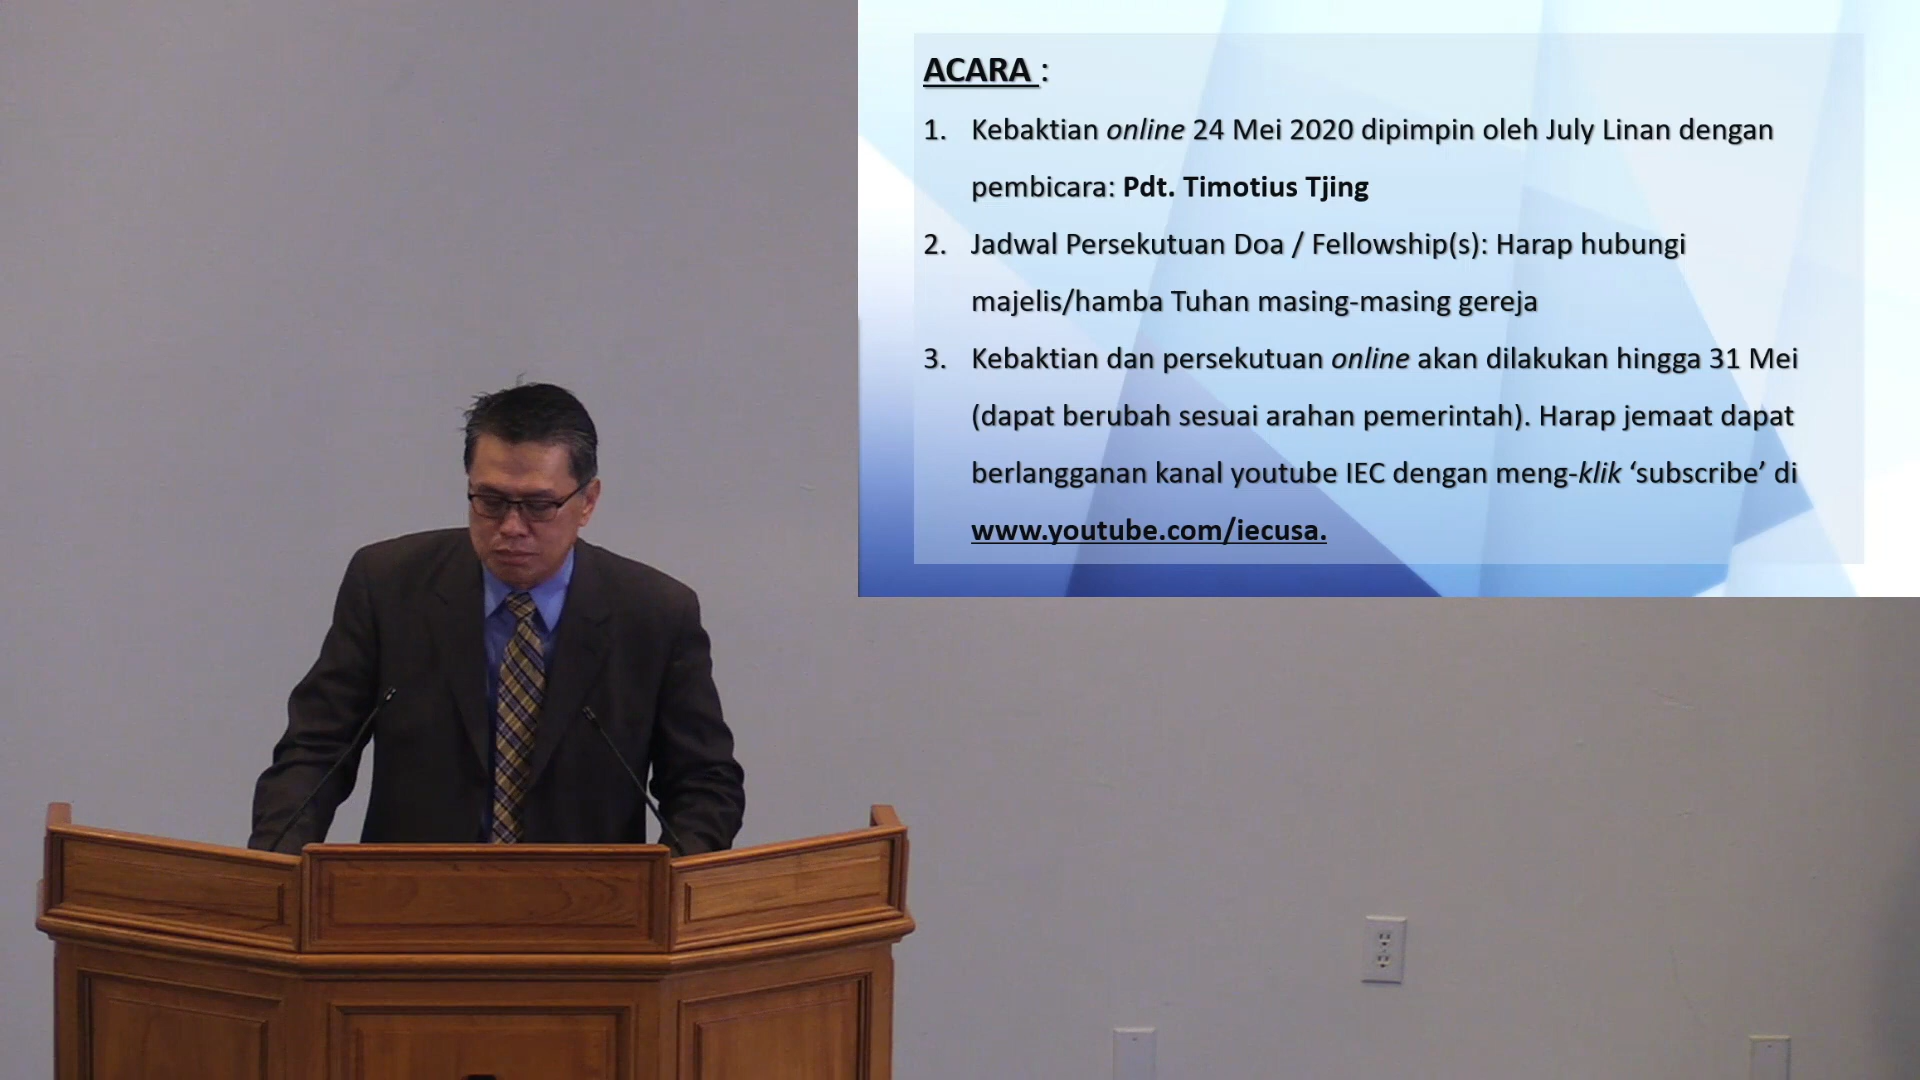 ACARA :
1. Kebaktian online 24 Mei 2020 dipimpin oleh July Linan dengan
pembicara: Pdt. Timotius Tjing
2. Jadwal Persekutuan Doa / Fellowship(s): Harap hubungi
majelis/hamba Tuhan masing-masing gereja
3. Kebaktian dan persekutuan online akan dilakukan hingga 31 Mei
(dapat berubah sesuai arahan pemerintah). Harap jemaat dapat
berlangganan kanal youtube IEC dengan meng-klik ‘subscribe’ di
www.youtube.com/iecusa.